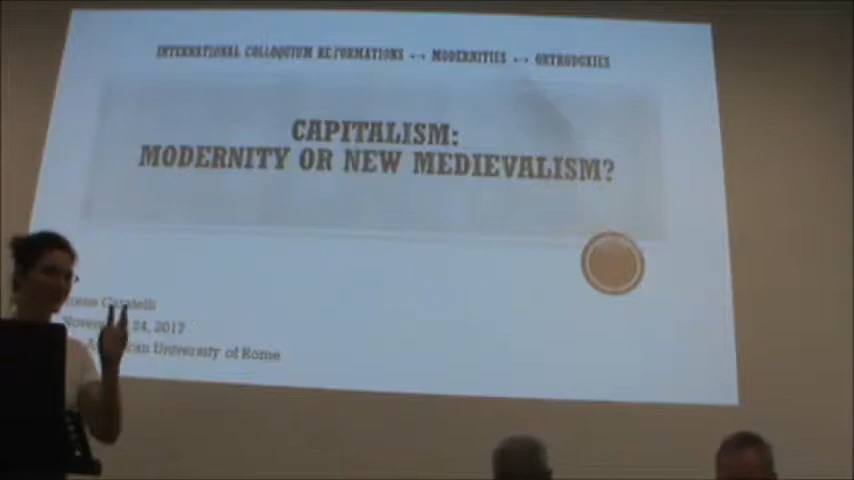 INTERNATIONAL COLLOQUIUM RE:FORMATIONS ↔ MODERNITIES ↔ ORTHODOXIES
CAPITALISM:
MODERNITY OR NEW MEDIEVALISM?
24, 2017
University of Rome